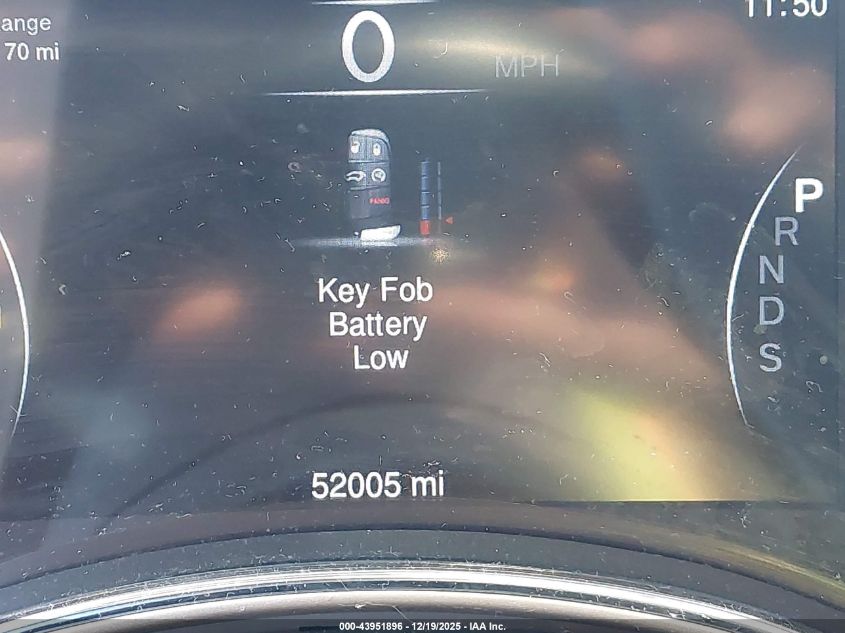 ange
70 mi
0
MPH
11:50
PANIC
Key Fob
Battery
Low
P
R
N
D
S
52005 mi
000-43951896 - 12/19/2025 - IAA Inc.